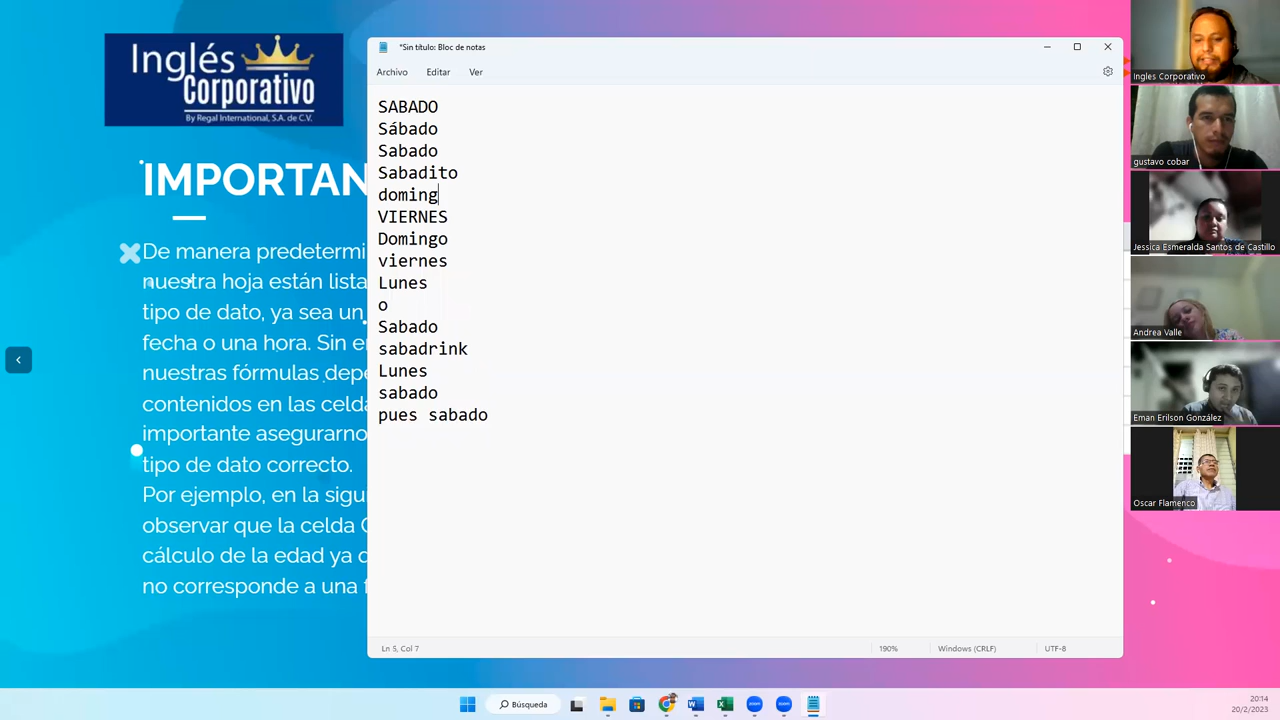 Inglés
Corporativo
By Regal International, S.A. de C.V.
IMPORTAN
De manera predetermi
nuestra hoja están lista
tipo de dato, ya sea un
fecha o una hora. Sin e
nuestras fórmulas depe
contenidos en las celda
importante asegurarno
tipo de dato correcto.
Por ejemplo, en la sigu
observar que la celda
cálculo de la edad ya
no corresponde a una f
*Sin título: Bloc de notas
Archivo Editar Ver
SABADO
Sábado
Sabado
Sabadito
doming
VIERNES
Domingo
viernes
Lunes
o
Sabado
sabadrink
Lunes
sabado
pues sabado
Ln 5, Col 7 190% Windows (CRLF) UTF-8
Ingles Corporativo
gustavo cobar
Jessica Esmeralda Santos de Castillo
Andrea Valle
Eman Erilson González
Oscar Flamenco
Búsqueda
zoom zoom
20:14
20/2/2023